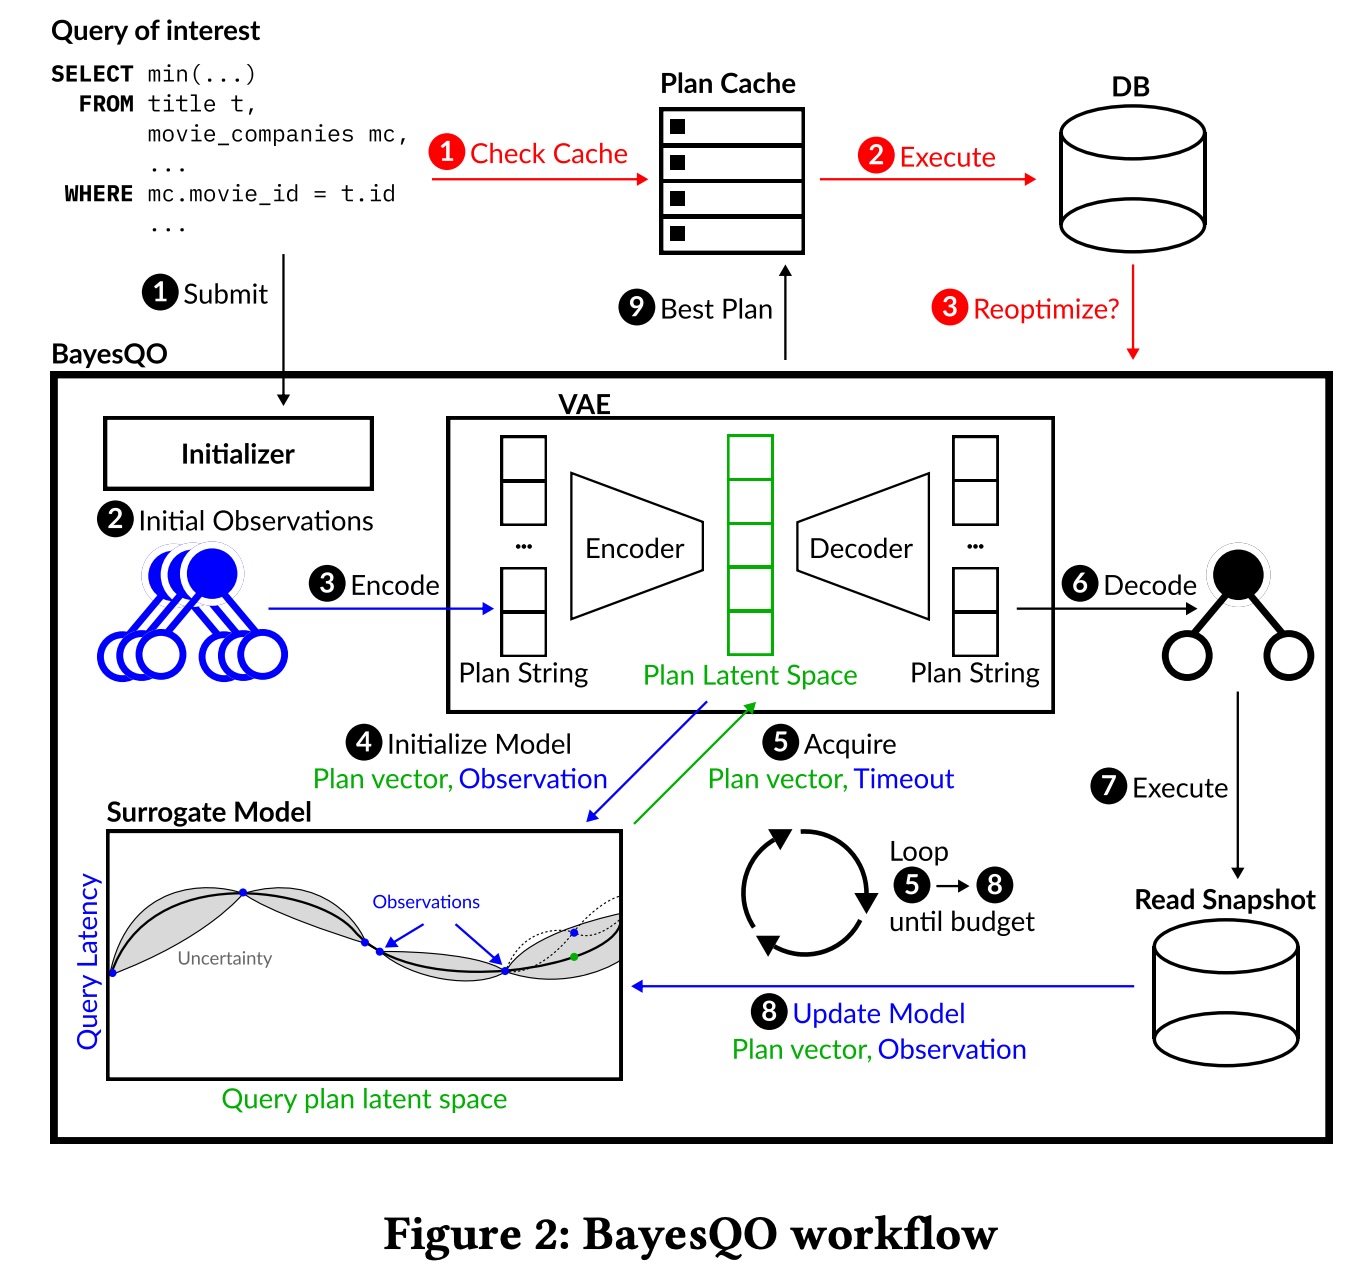 Query of interest
SELECT min(...)
FROM title t,
movie_companies mc,
...
WHERE mc.movie_id = t.id
...
1 Check Cache
Plan Cache
2 Execute
DB
1 Submit
9 Best Plan
3 Reoptimize?
BayesQO
Initializer
2 Initial Observations
3 Encode
VAE
...
Encoder
Decoder
...
Plan String
Plan Latent Space
Plan String
6 Decode
4 Initialize Model
Plan vector, Observation
5 Acquire
Plan vector, Timeout
7 Execute
Surrogate Model
Query Latency
Observations
Uncertainty
Query plan latent space
Loop
5 → 8
until budget
Read Snapshot
8 Update Model
Plan vector, Observation
Figure 2: BayesQO workflow